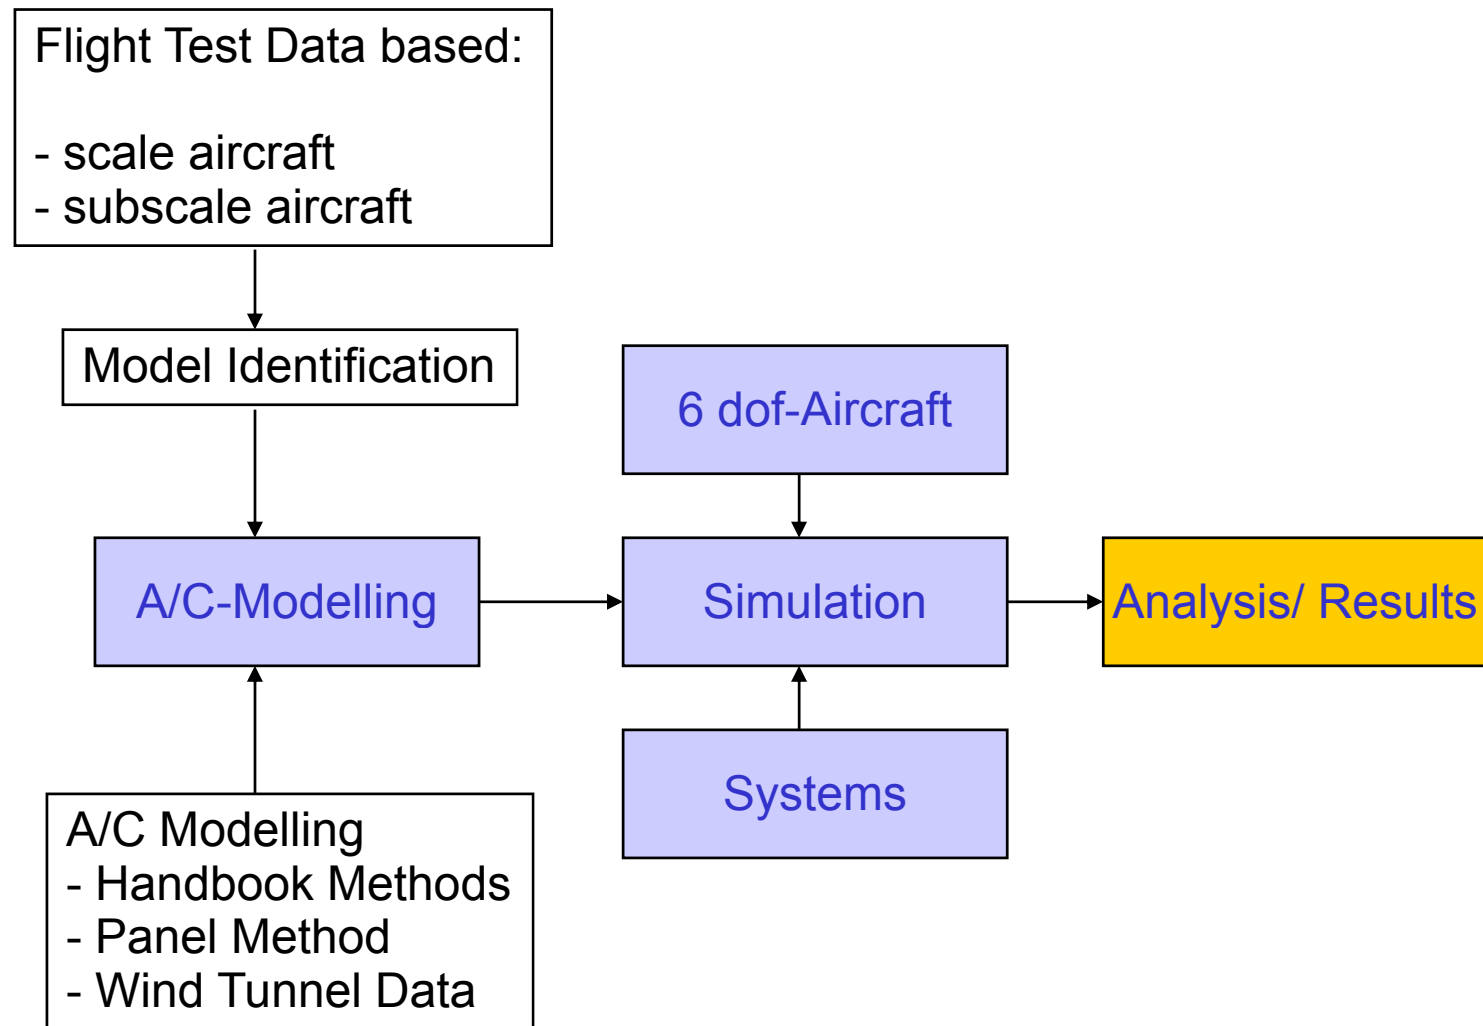 Flight Test Data based:
- scale aircraft
- subscale aircraft
Model Identification
6 dof-Aircraft
A/C-Modelling
Simulation
Analysis/ Results
Systems
A/C Modelling
- Handbook Methods
- Panel Method
- Wind Tunnel Data